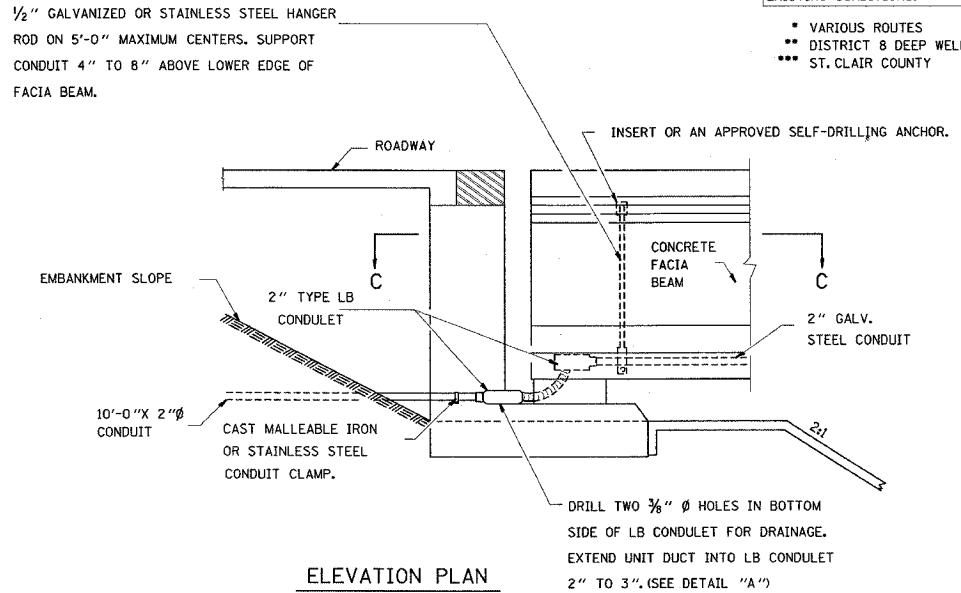 ½" GALVANIZED OR STAINLESS STEEL HANGER
ROD ON 5'-0" MAXIMUM CENTERS. SUPPORT
CONDUIT 4" TO 8" ABOVE LOWER EDGE OF
FACIA BEAM.
* VARIOUS ROUTES
** DISTRICT 8 DEEP WELL
*** ST. CLAIR COUNTY
INSERT OR AN APPROVED SELF-DRILLING ANCHOR.
ROADWAY
C
C
CONCRETE
FACIA
BEAM
EMBANKMENT SLOPE
2" TYPE LB
CONDULET
2" GALV.
STEEL CONDUIT
10'-0"X 2"Ø
CONDUIT
CAST MALLEABLE IRON
OR STAINLESS STEEL
CONDUIT CLAMP.
2:1
DRILL TWO ⅜" Ø HOLES IN BOTTOM
SIDE OF LB CONDULET FOR DRAINAGE.
EXTEND UNIT DUCT INTO LB CONDULET
2" TO 3". (SEE DETAIL "A")
ELEVATION PLAN